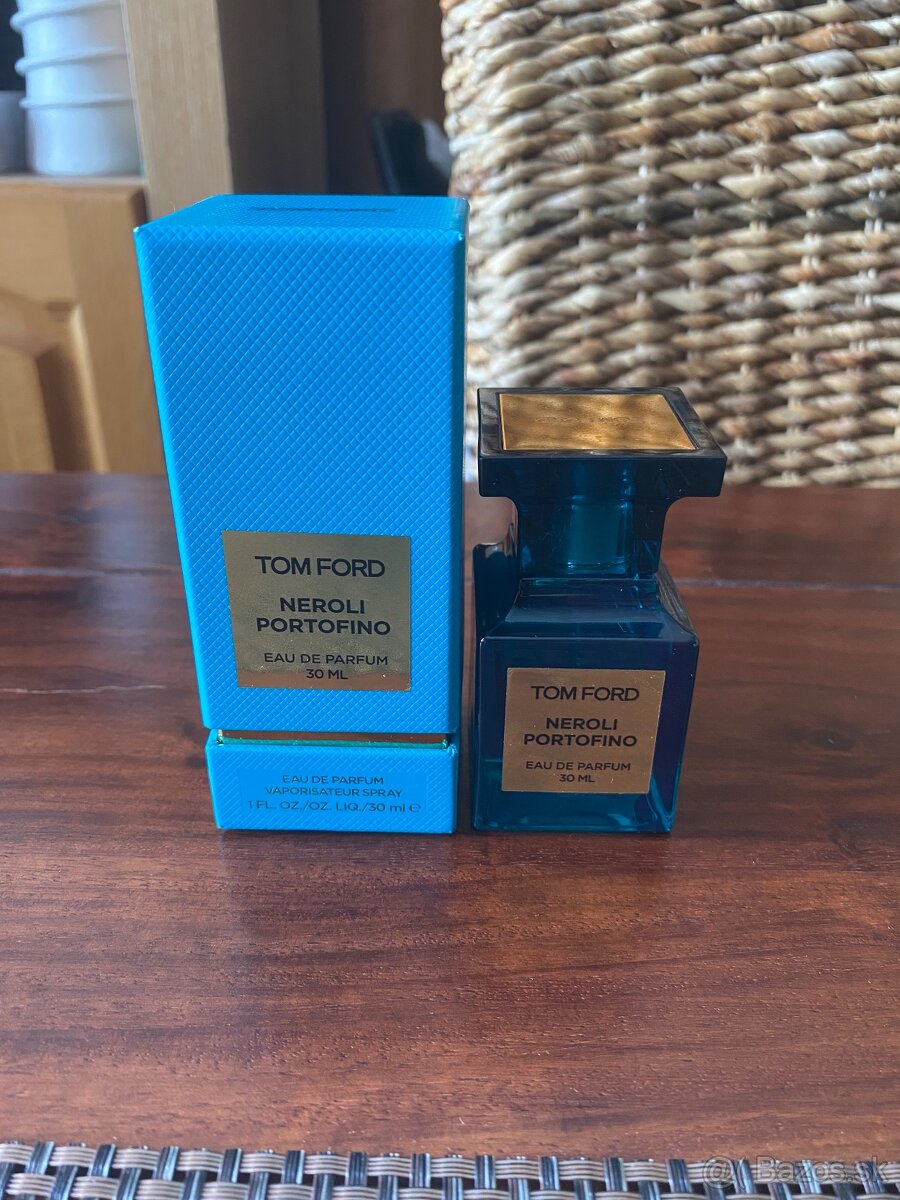 TOM FORD
NEROLI
PORTOFINO
EAU DE PARFUM
30 ML
EAU DE PARFUM
VAPORISATEUR SPRAY
1 FL. OZ./OZ. LIQ./30 ml ℮
TOM FORD
NEROLI
PORTOFINO
EAU DE PARFUM
30 ML
@ / Bazos.sk